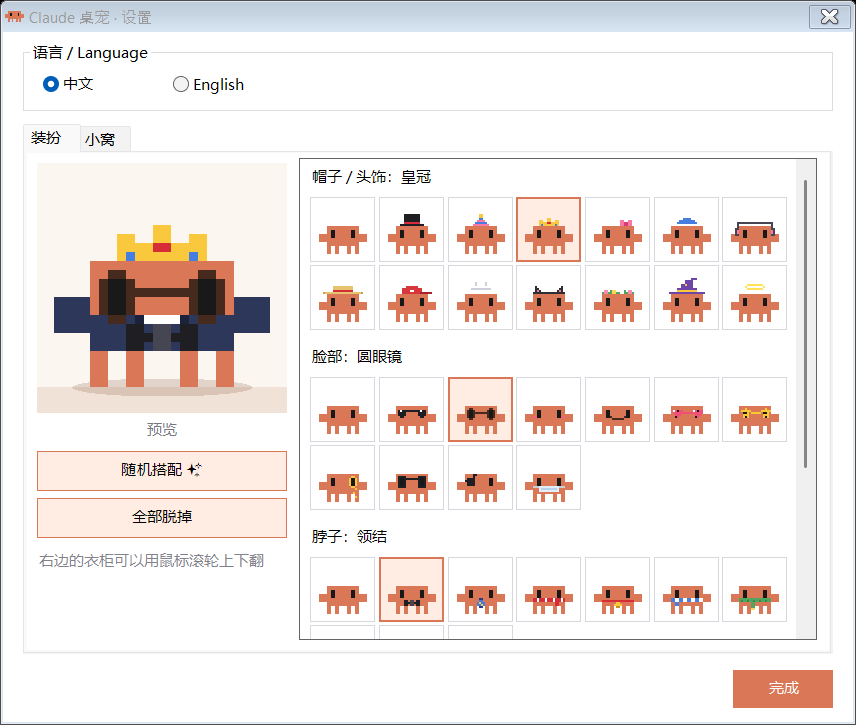 Claude 桌宠 · 设置
语言 / Language
中文
English
装扮
小窝
帽子 / 头饰：皇冠
脸部：圆眼镜
脖子：领结
预览
随机搭配
全部脱掉
右边的衣柜可以用鼠标滚轮上下翻
完成